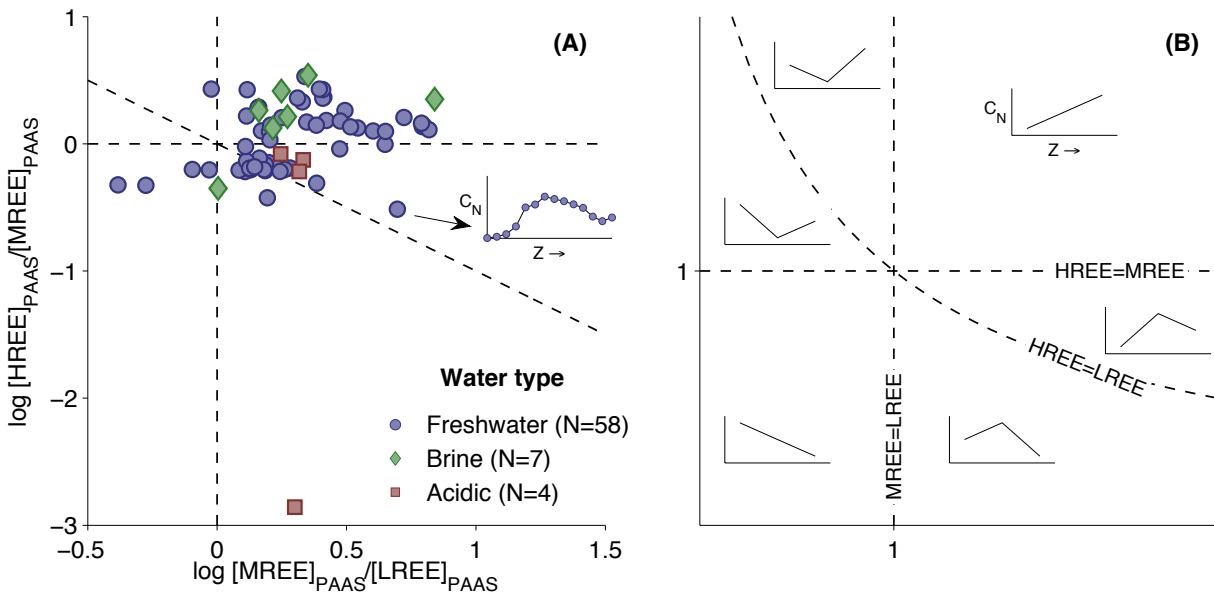 (A)
1
0
−1
−2
−3
−0.5
0
0.5
1
1.5
log [HREE]PAAS/[MREE]PAAS
log [MREE]PAAS/[LREE]PAAS
CN
Z →
Water type
Freshwater (N=58)
Brine (N=7)
Acidic (N=4)
(B)
CN
Z →
1
HREE=MREE
HREE=LREE
MREE=LREE
1